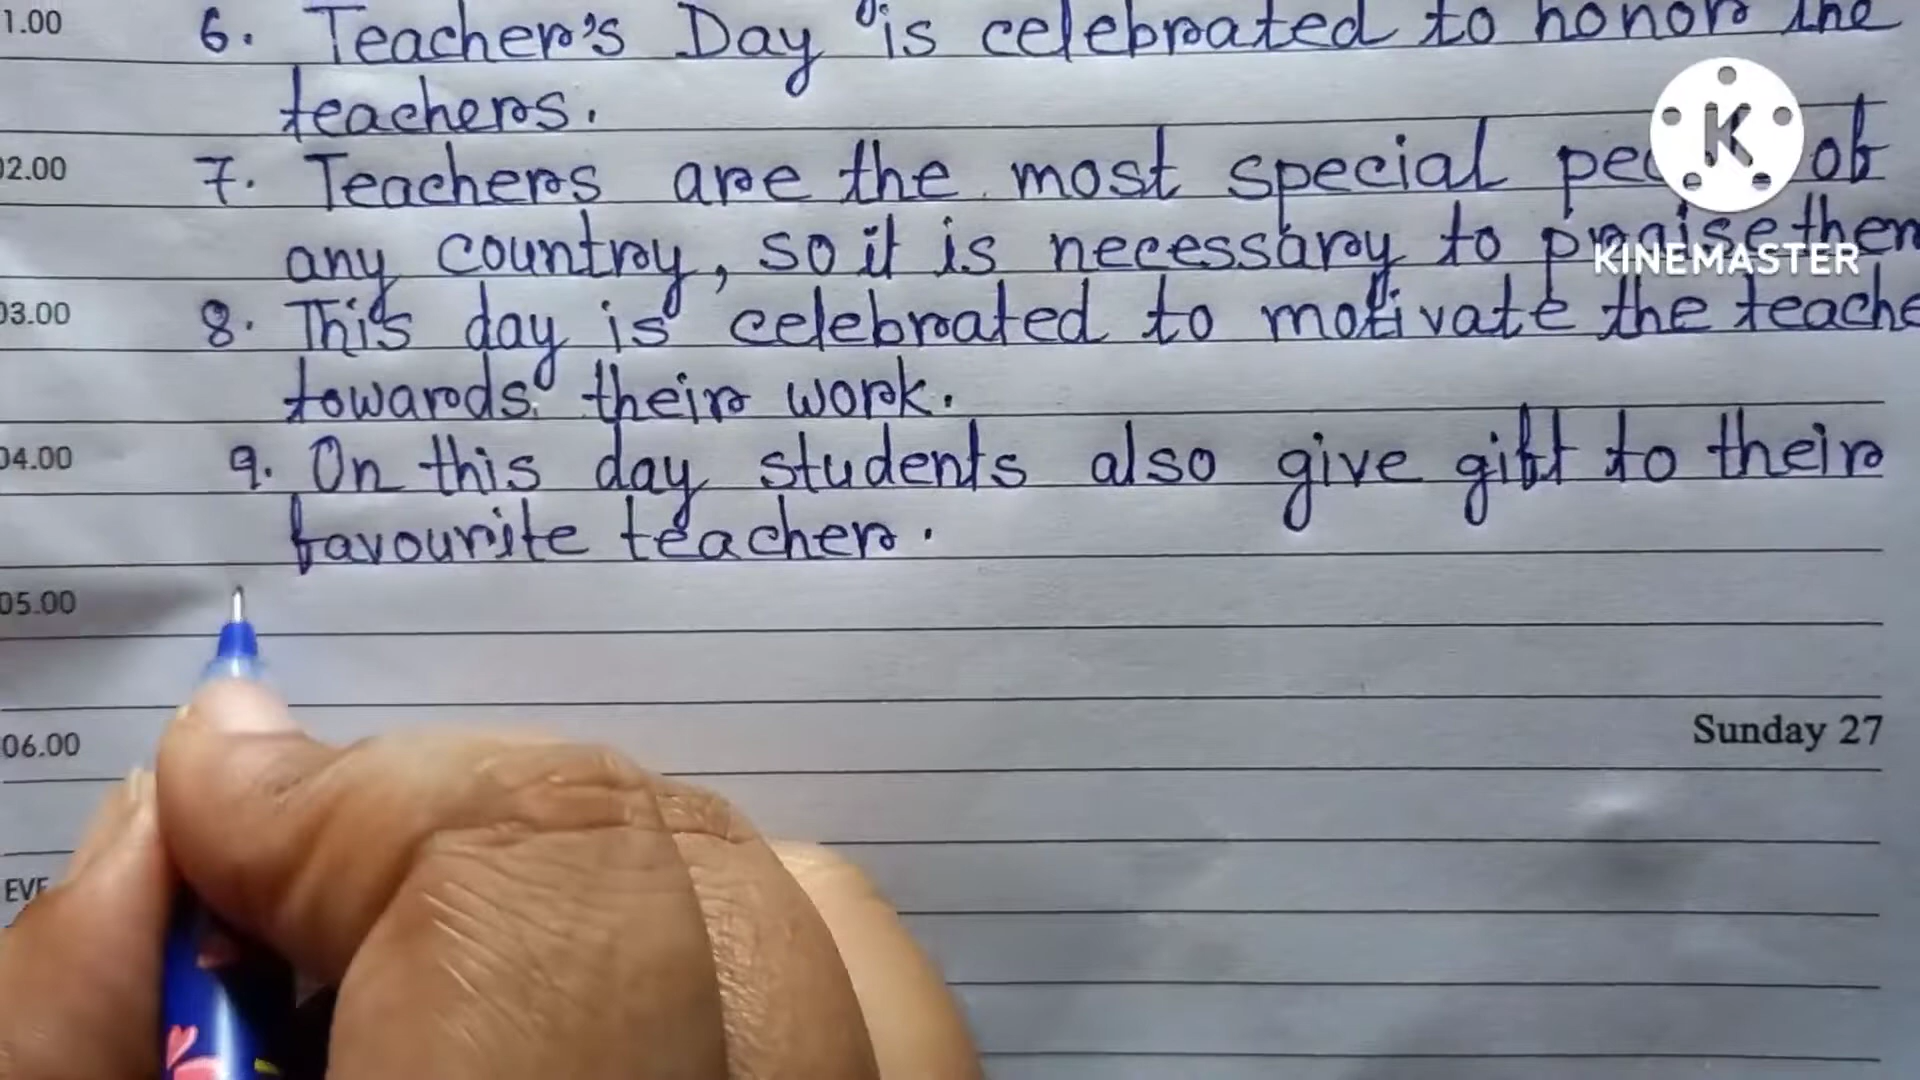 1.00 6. Teacher's Day is celebrated to honor the
teachers.
02.00 7. Teachers are the most special of
any country, so it is necessary to praise them
03.00 8. This day is celebrated to motivate the teache
towards their work.
04.00 9. On this day students also give gift to their
favourite teacher.
05.00
Sunday 27
06.00
EVE
K
KINEMASTER